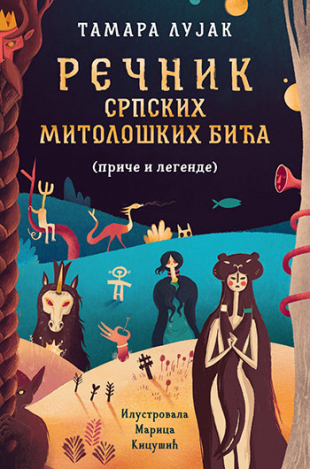 ТАМАРА ЛУЈАК
РЕЧНИК
СРПСКИХ
МИТОЛОШКИХ БИЋА
(приче и легенде)
Илустровала
Марица
Кицушић